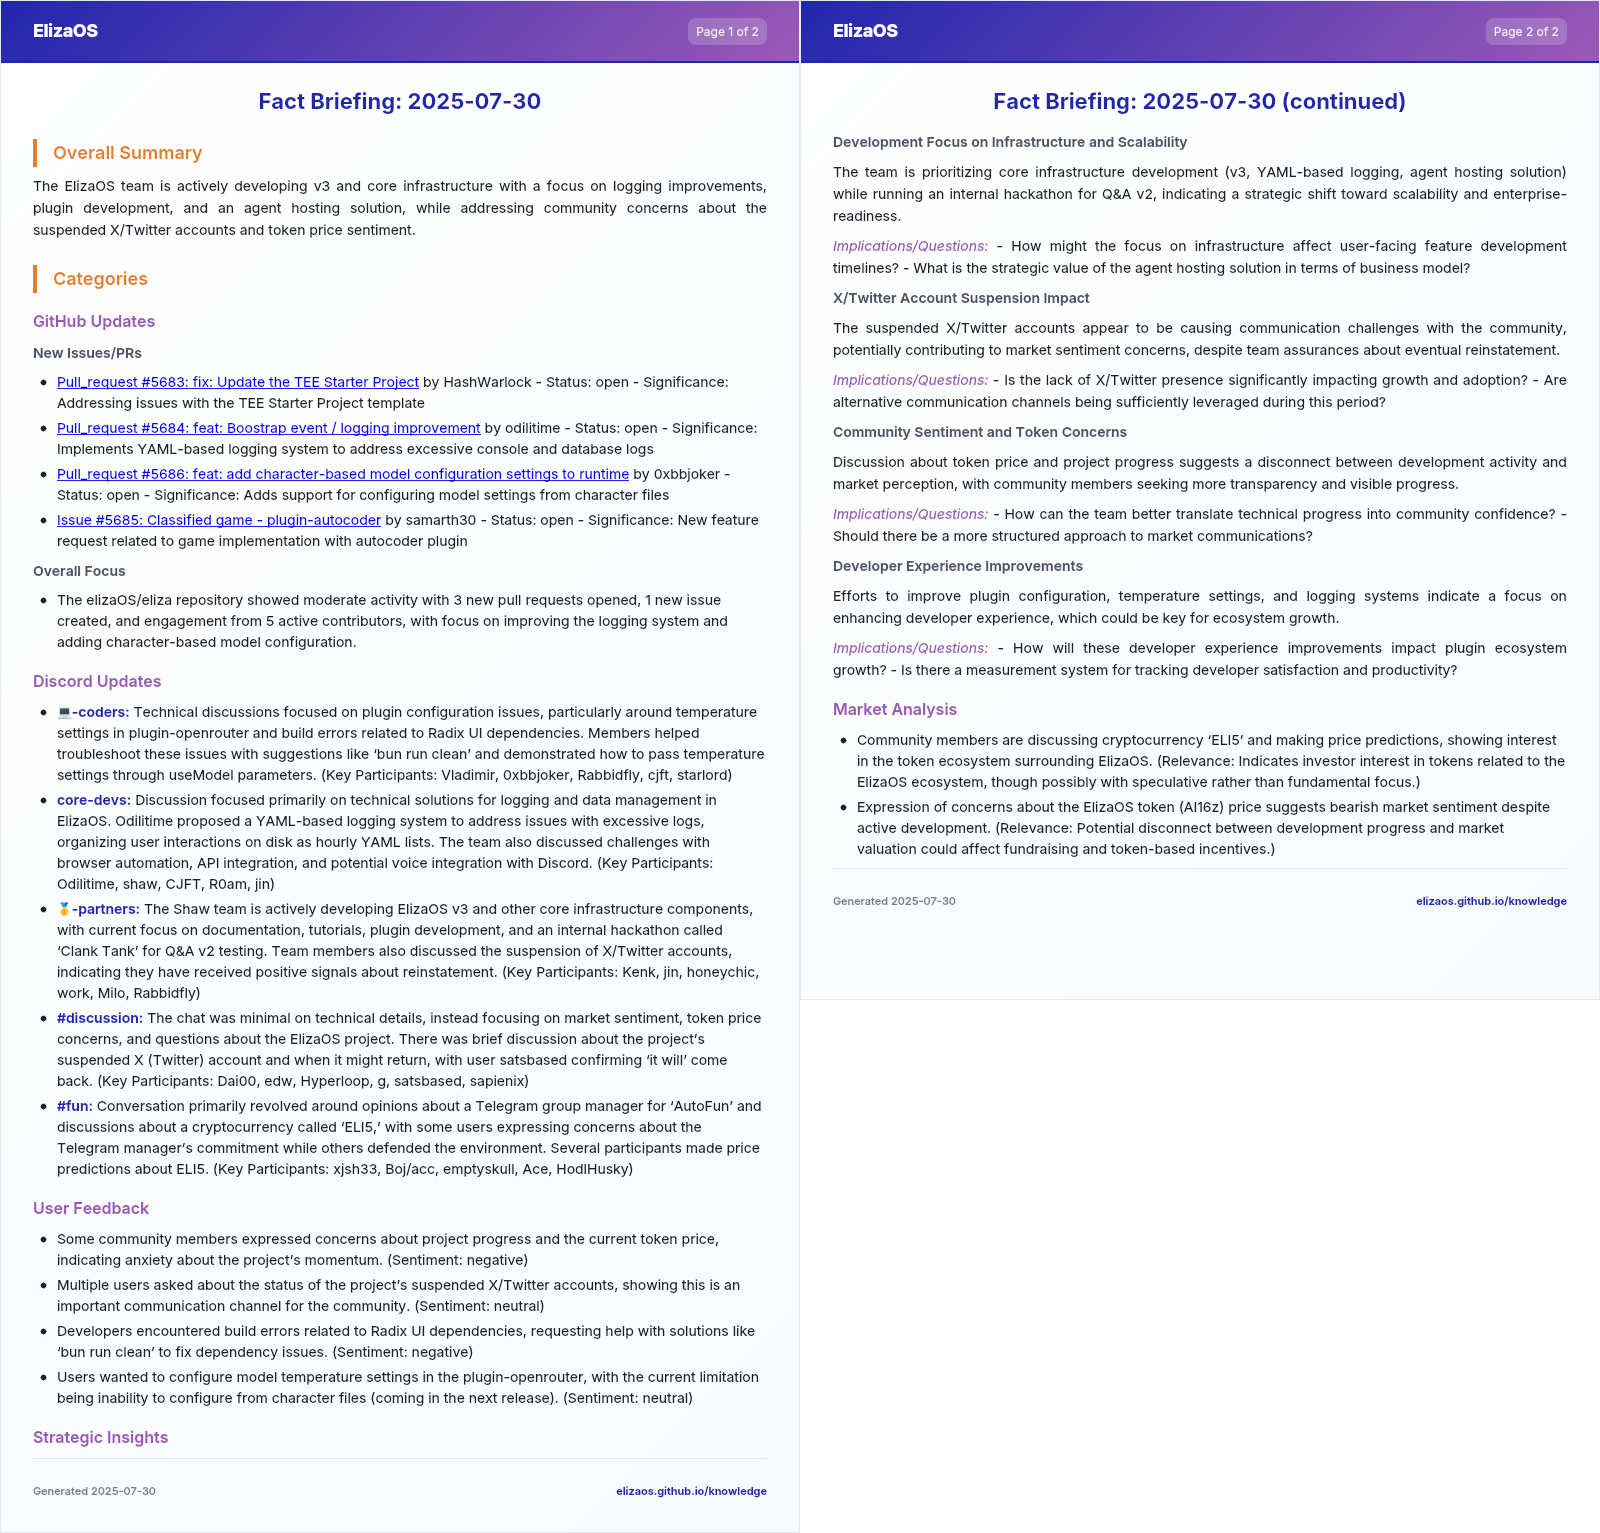 ElizaOS
Page 1 of 2
Fact Briefing: 2025-07-30
Overall Summary
The ElizaOS team is actively developing v3 and core infrastructure with a focus on logging improvements,
plugin development, and an agent hosting solution, while addressing community concerns about the
suspended X/Twitter accounts and token price sentiment.
Categories
GitHub Updates
New Issues/PRs
• Pull_request #5683: fix: Update the TEE Starter Project by HashWarlock - Status: open - Significance:
Addressing issues with the TEE Starter Project template
• Pull_request #5684: feat: Boostrap event / logging improvement by odilitime - Status: open - Significance:
Implements YAML-based logging system to address excessive console and database logs
• Pull_request #5686: feat: add character-based model configuration settings to runtime by 0xbbjoker -
Status: open - Significance: Adds support for configuring model settings from character files
• Issue #5685: Classified game - plugin-autocoder by samarth30 - Status: open - Significance: New feature
request related to game implementation with autocoder plugin
Overall Focus
• The elizaOS/eliza repository showed moderate activity with 3 new pull requests opened, 1 new issue
created, and engagement from 5 active contributors, with focus on improving the logging system and
adding character-based model configuration.
Discord Updates
• 💻-coders: Technical discussions focused on plugin configuration issues, particularly around temperature
settings in plugin-openrouter and build errors related to Radix UI dependencies. Members helped
troubleshoot these issues with suggestions like ‘bun run clean’ and demonstrated how to pass temperature
settings through useModel parameters. (Key Participants: Vladimir, 0xbbjoker, Rabbidfly, cjft, starlord)
• core-devs: Discussion focused primarily on technical solutions for logging and data management in
ElizaOS. Odilitime proposed a YAML-based logging system to address issues with excessive logs,
organizing user interactions on disk as hourly YAML lists. The team also discussed challenges with
browser automation, API integration, and potential voice integration with Discord. (Key Participants:
Odilitime, shaw, CJFT, R0am, jin)
• 🥇-partners: The Shaw team is actively developing ElizaOS v3 and other core infrastructure components,
with current focus on documentation, tutorials, plugin development, and an internal hackathon called
‘Clank Tank’ for Q&A v2 testing. Team members also discussed the suspension of X/Twitter accounts,
indicating they have received positive signals about reinstatement. (Key Participants: Kenk, jin, honeychic,
work, Milo, Rabbidfly)
• #discussion: The chat was minimal on technical details, instead focusing on market sentiment, token price
concerns, and questions about the ElizaOS project. There was brief discussion about the project’s
suspended X (Twitter) account and when it might return, with user satsbased confirming ‘it will’ come
back. (Key Participants: Dai00, edw, Hyperloop, g, satsbased, sapienix)
• #fun: Conversation primarily revolved around opinions about a Telegram group manager for ‘AutoFun’ and
discussions about a cryptocurrency called ‘ELI5,’ with some users expressing concerns about the
Telegram manager’s commitment while others defended the environment. Several participants made price
predictions about ELI5. (Key Participants: xjsh33, Boj/acc, emptyskull, Ace, HodlHusky)
User Feedback
• Some community members expressed concerns about project progress and the current token price,
indicating anxiety about the project’s momentum. (Sentiment: negative)
• Multiple users asked about the status of the project’s suspended X/Twitter accounts, showing this is an
important communication channel for the community. (Sentiment: neutral)
• Developers encountered build errors related to Radix UI dependencies, requesting help with solutions like
‘bun run clean’ to fix dependency issues. (Sentiment: negative)
• Users wanted to configure model temperature settings in the plugin-openrouter, with the current limitation
being inability to configure from character files (coming in the next release). (Sentiment: neutral)
Strategic Insights
Generated 2025-07-30
elizaos.github.io/knowledge
ElizaOS
Page 2 of 2
Fact Briefing: 2025-07-30 (continued)
Development Focus on Infrastructure and Scalability
The team is prioritizing core infrastructure development (v3, YAML-based logging, agent hosting solution)
while running an internal hackathon for Q&A v2, indicating a strategic shift toward scalability and enterprise-
readiness.
Implications/Questions: - How might the focus on infrastructure affect user-facing feature development
timelines? - What is the strategic value of the agent hosting solution in terms of business model?
X/Twitter Account Suspension Impact
The suspended X/Twitter accounts appear to be causing communication challenges with the community,
potentially contributing to market sentiment concerns, despite team assurances about eventual reinstatement.
Implications/Questions: - Is the lack of X/Twitter presence significantly impacting growth and adoption? - Are
alternative communication channels being sufficiently leveraged during this period?
Community Sentiment and Token Concerns
Discussion about token price and project progress suggests a disconnect between development activity and
market perception, with community members seeking more transparency and visible progress.
Implications/Questions: - How can the team better translate technical progress into community confidence? -
Should there be a more structured approach to market communications?
Developer Experience Improvements
Efforts to improve plugin configuration, temperature settings, and logging systems indicate a focus on
enhancing developer experience, which could be key for ecosystem growth.
Implications/Questions: - How will these developer experience improvements impact plugin ecosystem
growth? - Is there a measurement system for tracking developer satisfaction and productivity?
Market Analysis
• Community members are discussing cryptocurrency ‘ELI5’ and making price predictions, showing interest
in the token ecosystem surrounding ElizaOS. (Relevance: Indicates investor interest in tokens related to the
ElizaOS ecosystem, though possibly with speculative rather than fundamental focus.)
• Expression of concerns about the ElizaOS token (AI16z) price suggests bearish market sentiment despite
active development. (Relevance: Potential disconnect between development progress and market
valuation could affect fundraising and token-based incentives.)
Generated 2025-07-30
elizaos.github.io/knowledge